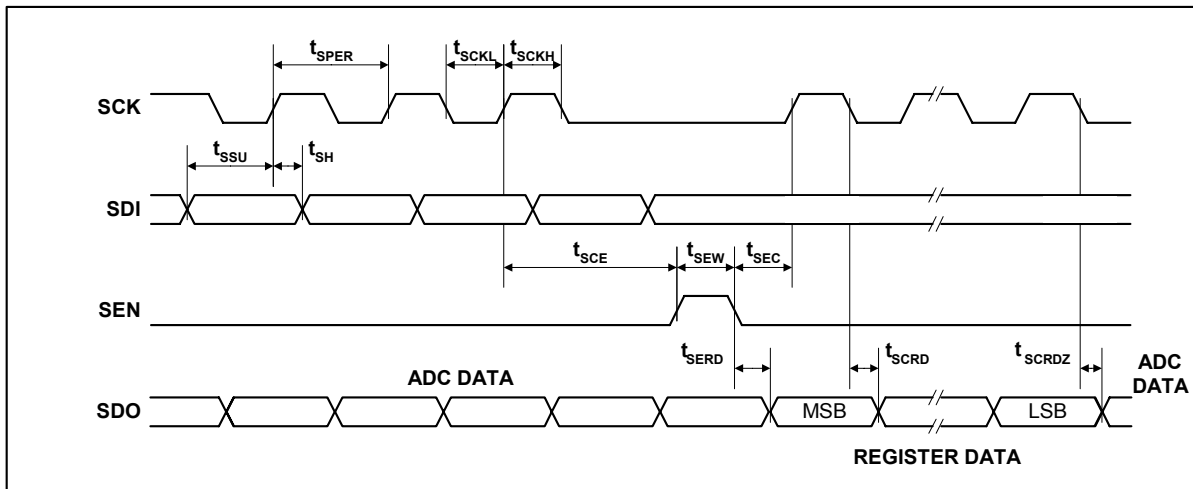 tSPER
tSCKL
tSCKH
SCK
tSSU
tSH
SDI
tSCE
tSEW
tSEC
SEN
tSERD
tSCRD
tSCRDZ
ADC DATA
ADC
DATA
SDO
MSB
LSB
REGISTER DATA